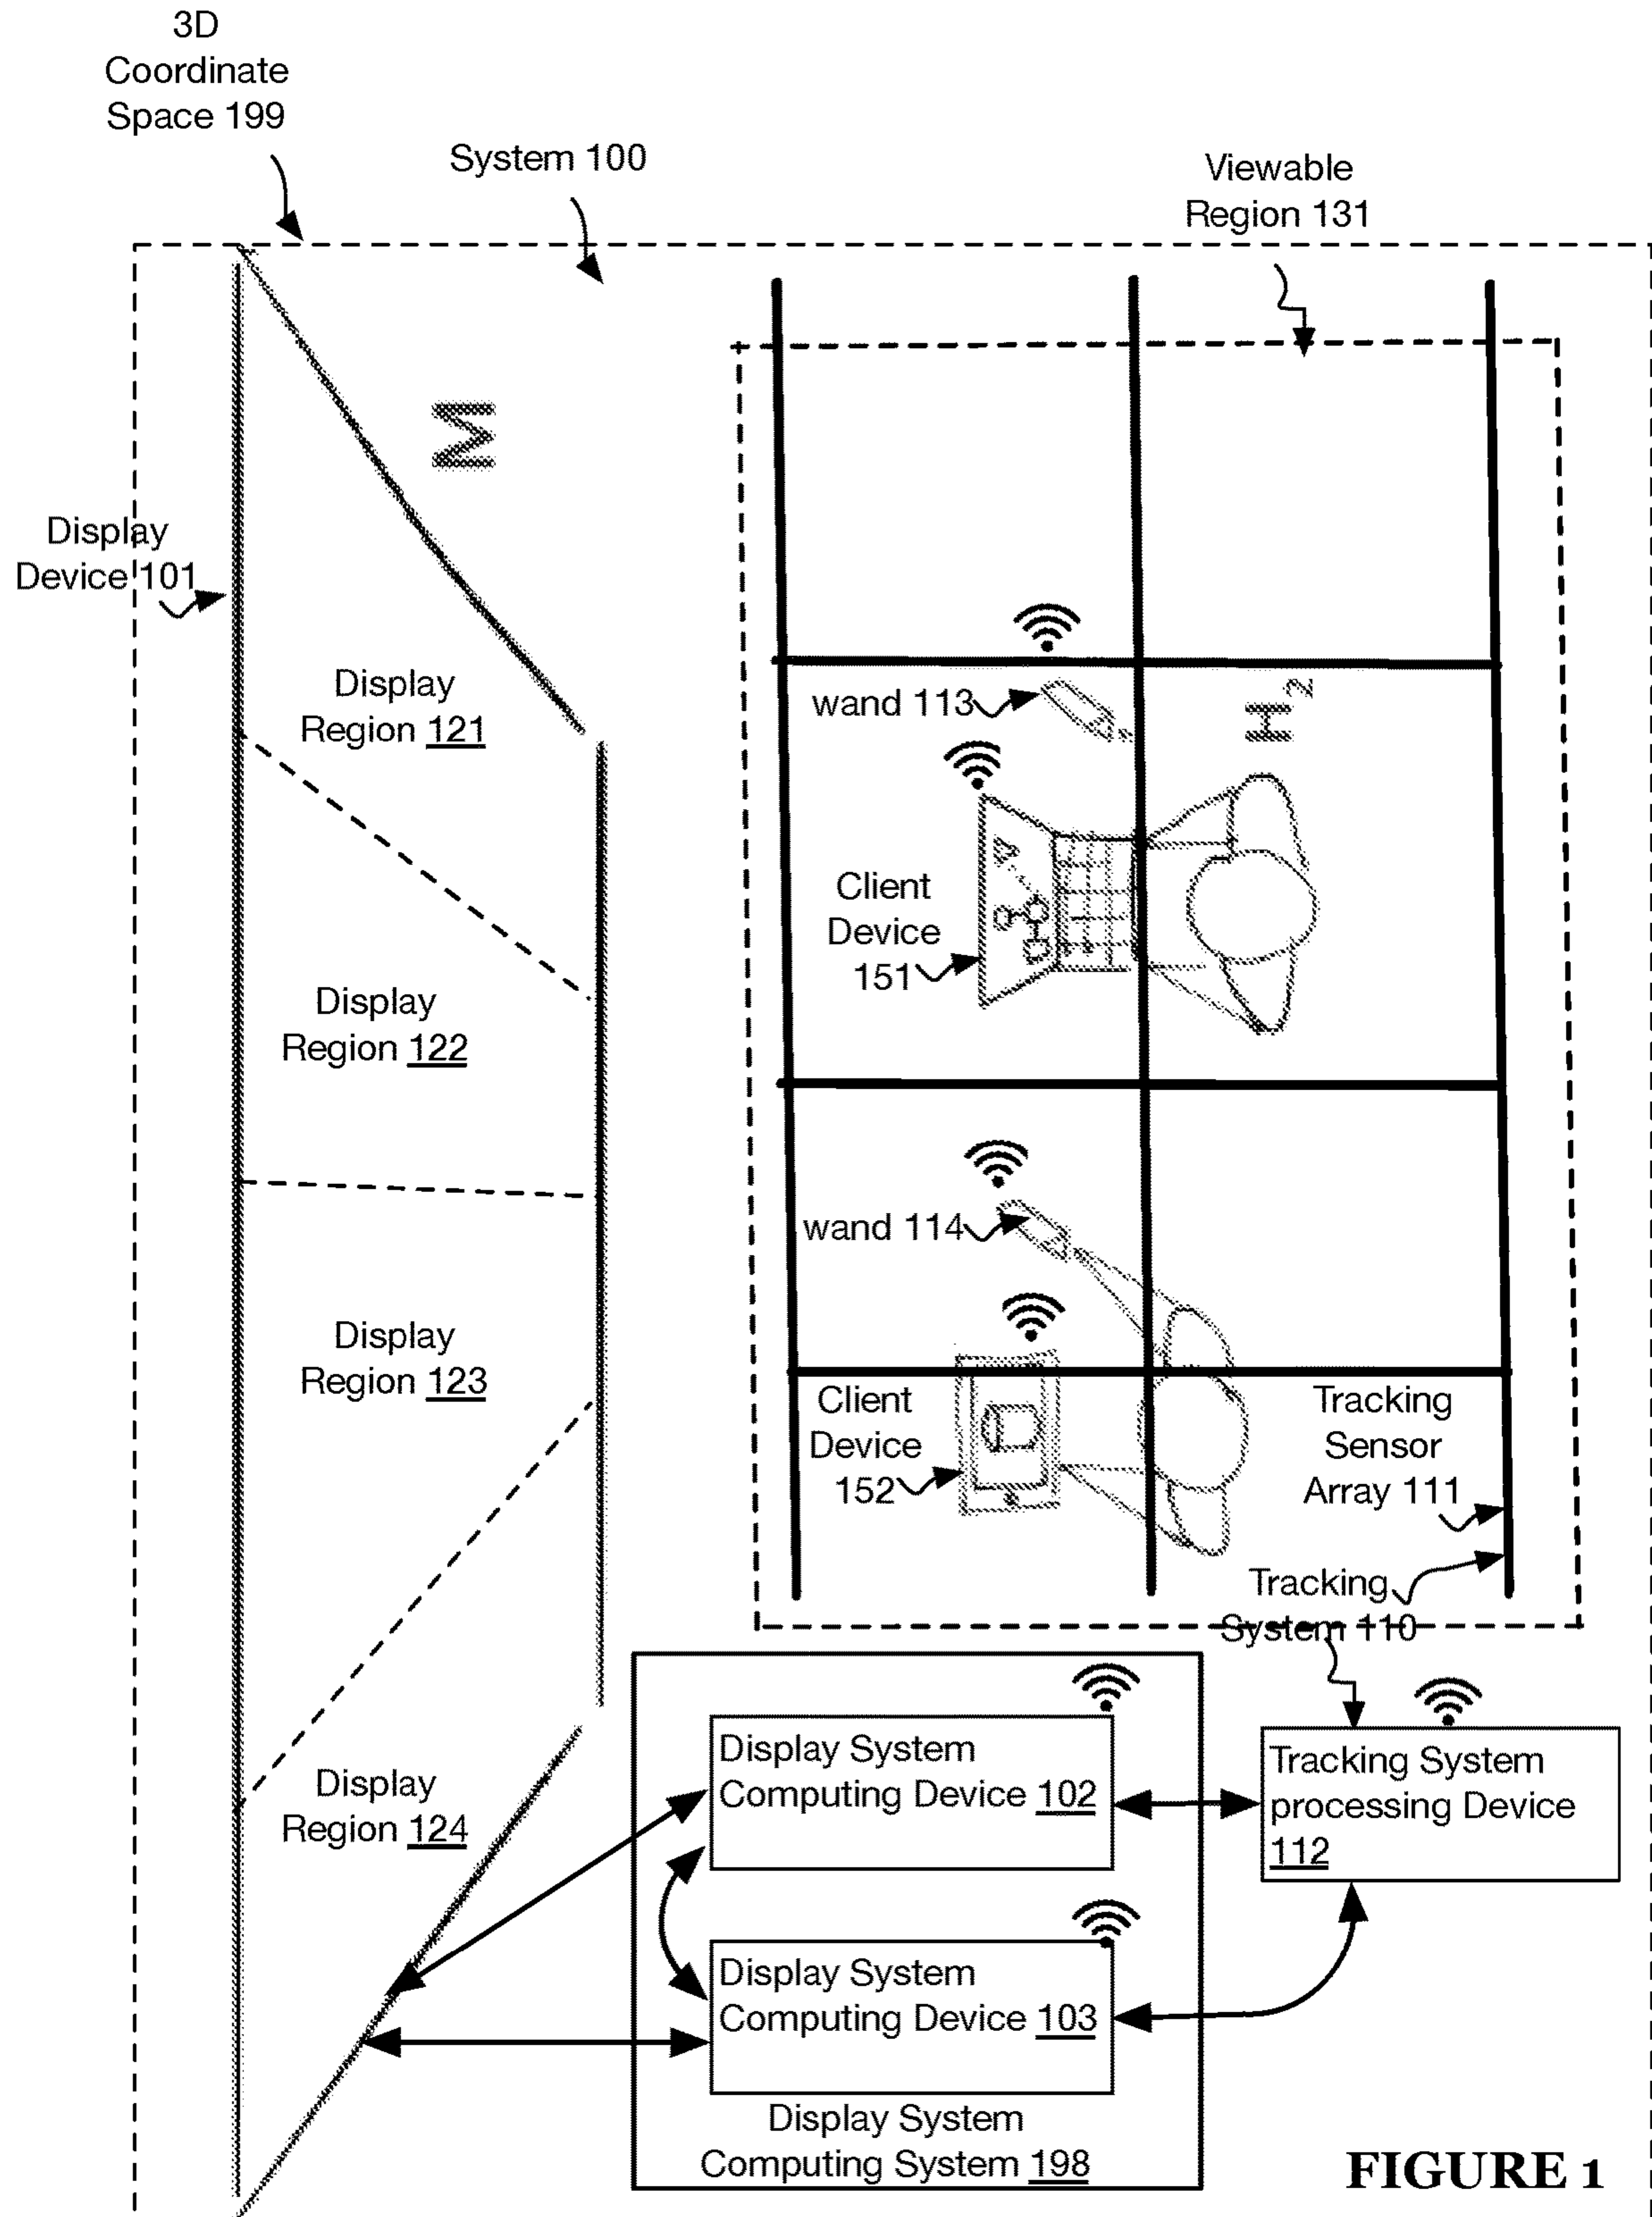 3D
Coordinate
Space 199
System 100
Viewable
Region 131
M
Display
Device 101
Display
Region 121
wand 113
H2
Client
Device
151
Display
Region 122
wand 114
Display
Region 123
Client
Device
152
Tracking
Sensor
Array 111
Tracking
System 110
Display System
Computing Device 102
Tracking System
processing Device
112
Display
Region 124
Display System
Computing Device 103
Display System
Computing System 198
FIGURE 1